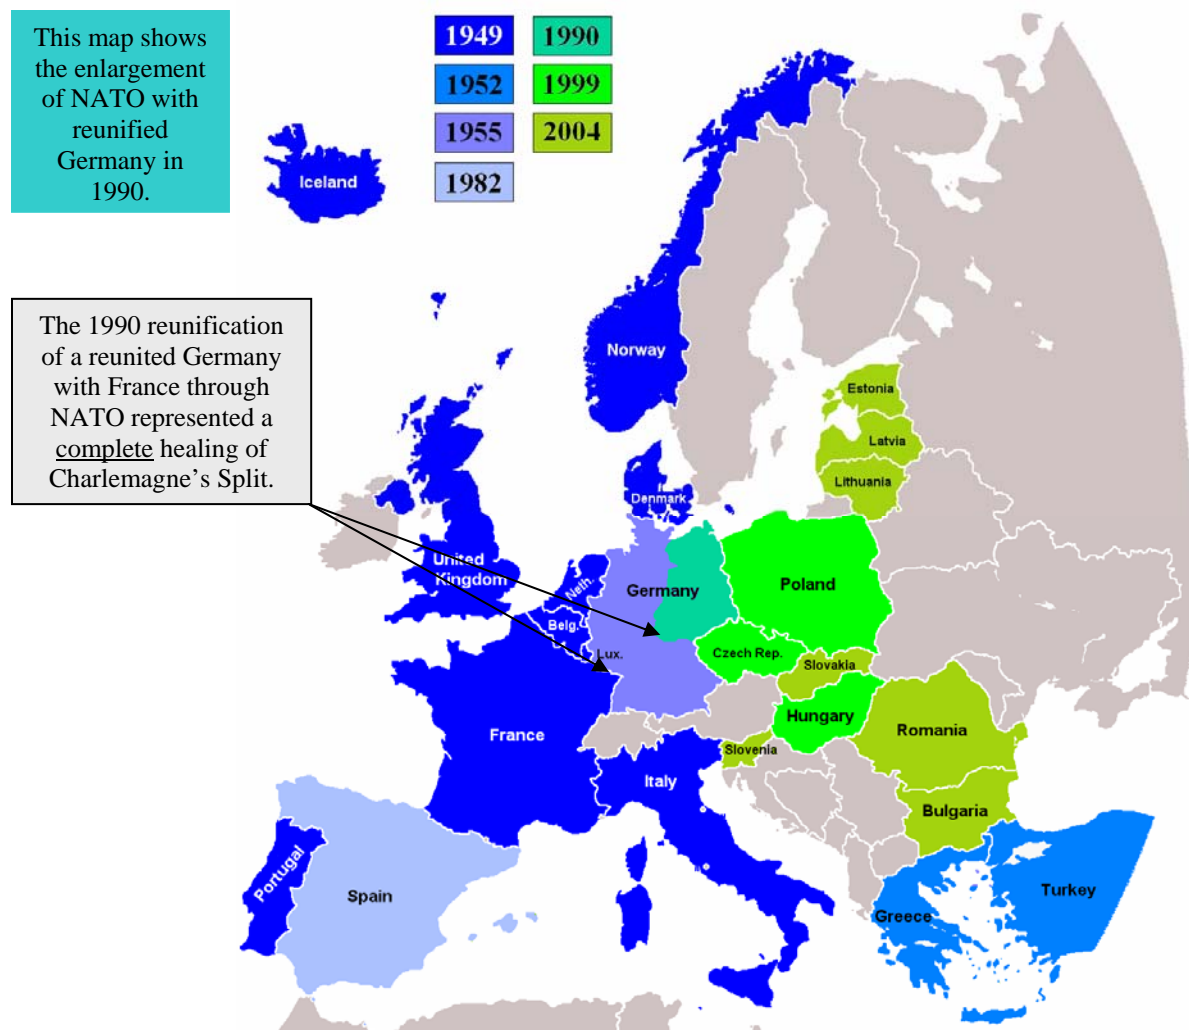 This map shows
the enlargement
of NATO with
reunified
Germany in
1990.
1949
1990
1952
1999
1955
2004
1982
Iceland
The 1990 reunification
of a reunited Germany
with France through
NATO represented a
complete healing of
Charlemagne's Split.
Norway
Estonia
Latvia
Lithuania
Denmark
United
Kingdom
Neth.
Belg.
Lux.
Germany
Poland
Czech Rep.
Slovakia
Hungary
Slovenia
Romania
Bulgaria
France
Italy
Portugal
Spain
Greece
Turkey